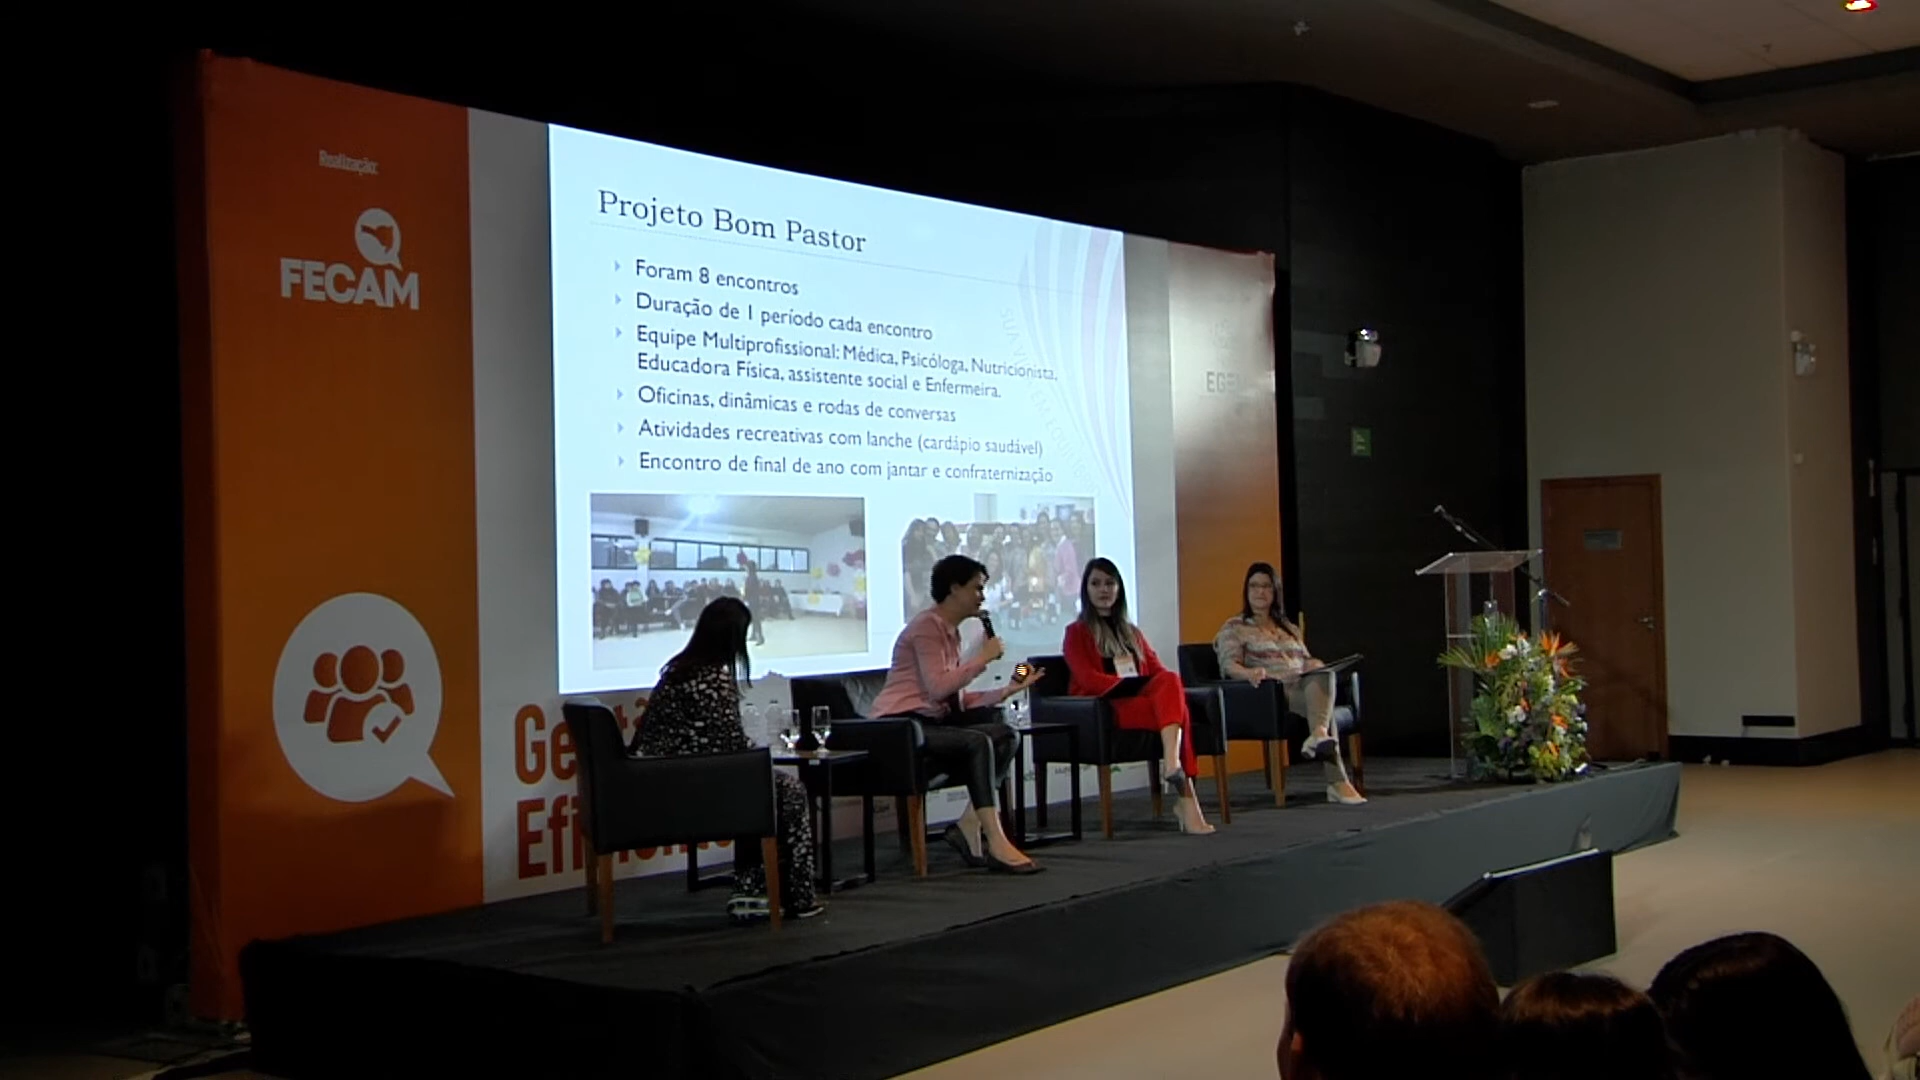 Realização:
FECAM
Projeto Bom Pastor
Foram 8 encontros
Duração de 1 período cada encontro
Equipe Multiprofissional: Médica, Psicóloga, Nutricionista,
Educadora Física, assistente social e Enfermeira.
Oficinas, dinâmicas e rodas de conversas
Atividades recreativas com lanche (cardápio saudável)
Encontro de final de ano com jantar e confraternização